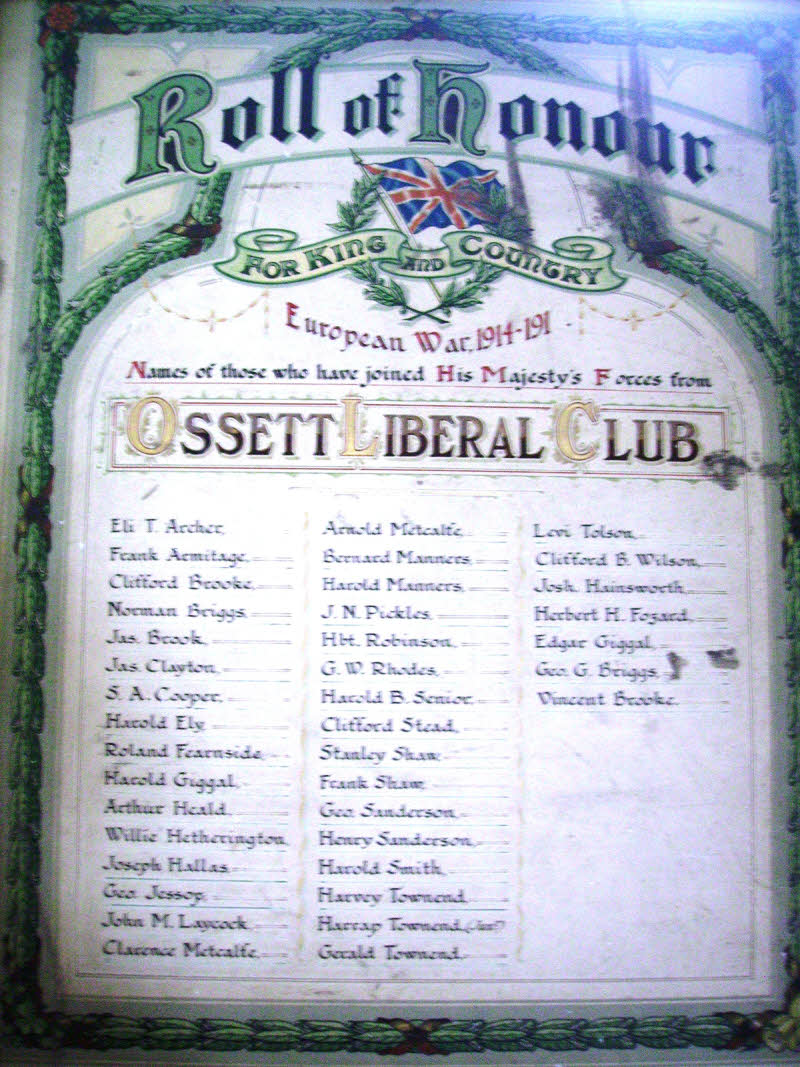 Roll of Honour
FOR KING AND COUNTRY
European War, 1914-191
Names of those who have joined His Majesty's Forces from
OSSETT LIBERAL CLUB
Eli T. Archer,
Frank Armitage,
Clifford Brooke,
Norman Briggs,
Jas. Brook,
Jas. Clayton,
S. A. Cooper,
Harold Ely,
Roland Fearnside,
Harold Giggal,
Arthur Heald,
Willie Hetherington,
Joseph Hallas,
Geo. Jessop,
John M. Laycock,
Clarence Metcalfe,
Arnold Metcalfe,
Bernard Manners,
Harold Manners,
J. N. Pickles,
Hbt. Robinson,
G. W. Rhodes,
Harold B. Senior,
Clifford Stead,
Stanley Shaw,
Frank Shaw,
Geo. Sanderson,
Henry Sanderson,
Harold Smith,
Harvey Townend,
Harrap Townend, (Junr)
Gerald Townend,
Levi Tolson,
Clifford B. Wilson,
Josh. Hainsworth,
Herbert H. Fozard,
Edgar Giggal,
Geo. G. Briggs,
Vincent Brooke.